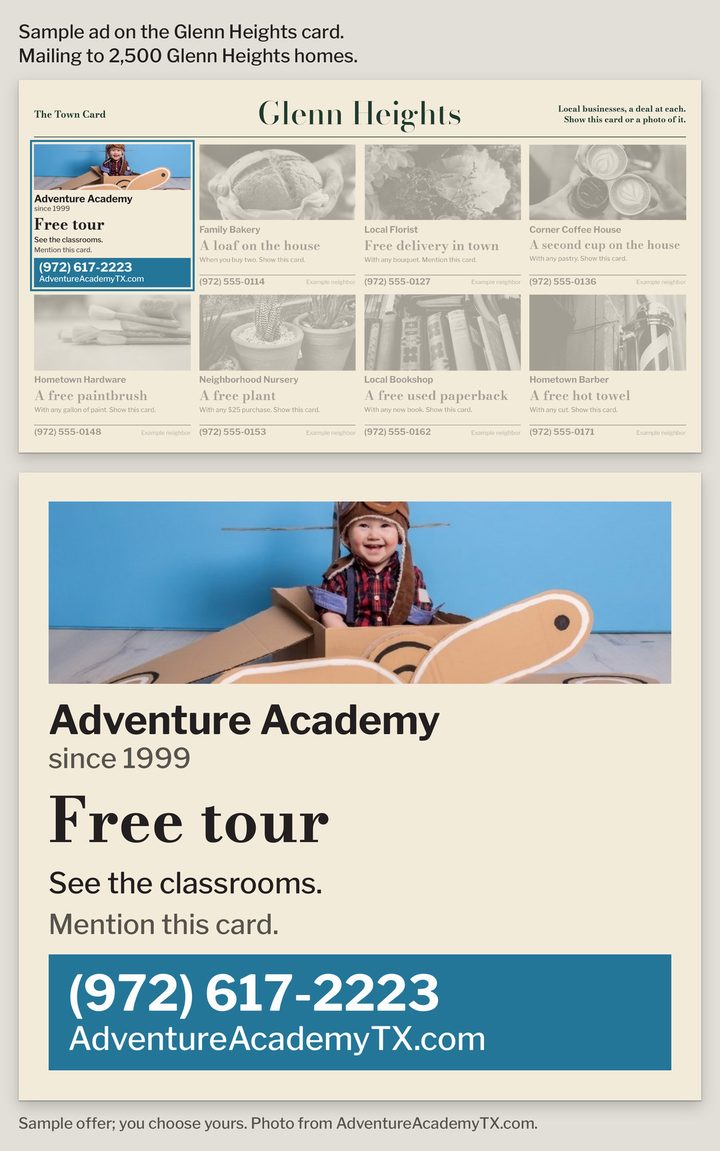 Sample ad on the Glenn Heights card.
Mailing to 2,500 Glenn Heights homes.
The Town Card
Glenn Heights
Local businesses, a deal at each.
Show this card or a photo of it.
Adventure Academy
since 1999
Free tour
See the classrooms.
Mention this card.
(972) 617-2223
AdventureAcademyTX.com
Family Bakery
A loaf on the house
When you buy two. Show this card.
(972) 555-0114
Example neighbor
Local Florist
Free delivery in town
With any bouquet. Mention this card.
(972) 555-0127
Example neighbor
Corner Coffee House
A second cup on the house
With any pastry. Show this card.
(972) 555-0136
Example neighbor
Hometown Hardware
A free paintbrush
With any gallon of paint. Show this card.
(972) 555-0148
Example neighbor
Neighborhood Nursery
A free plant
With any $25 purchase. Show this card.
(972) 555-0153
Example neighbor
Local Bookshop
A free used paperback
With any new book. Show this card.
(972) 555-0162
Example neighbor
Hometown Barber
A free hot towel
With any cut. Show this card.
(972) 555-0171
Example neighbor
Adventure Academy
since 1999
Free tour
See the classrooms.
Mention this card.
(972) 617-2223
AdventureAcademyTX.com
Sample offer; you choose yours. Photo from AdventureAcademyTX.com.